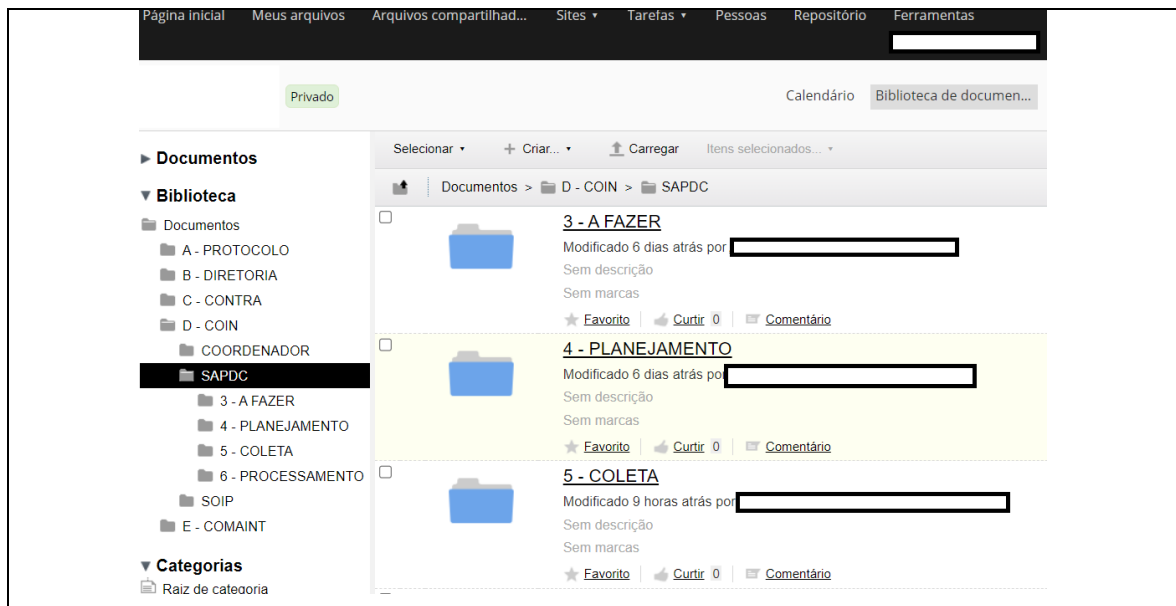 Página inicial Meus arquivos Arquivos compartilhad... Sites Tarefas Pessoas Repositório Ferramentas
Privado
Calendário Biblioteca de documen...
Documentos
Biblioteca
Documentos
A - PROTOCOLO
B - DIRETORIA
C - CONTRA
D - COIN
COORDENADOR
SAPDC
3 - A FAZER
4 - PLANEJAMENTO
5 - COLETA
6 - PROCESSAMENTO
SOIP
E - COMAINT
Categorias
Raiz de categoria
Selecionar + Criar... Carregar Itens selecionados...
Documentos > D - COIN > SAPDC
3 - A FAZER
Modificado 6 dias atrás por
Sem descrição
Sem marcas
Favorito Curtir 0 Comentário
4 - PLANEJAMENTO
Modificado 6 dias atrás por
Sem descrição
Sem marcas
Favorito Curtir 0 Comentário
5 - COLETA
Modificado 9 horas atrás por
Sem descrição
Sem marcas
Favorito Curtir 0 Comentário